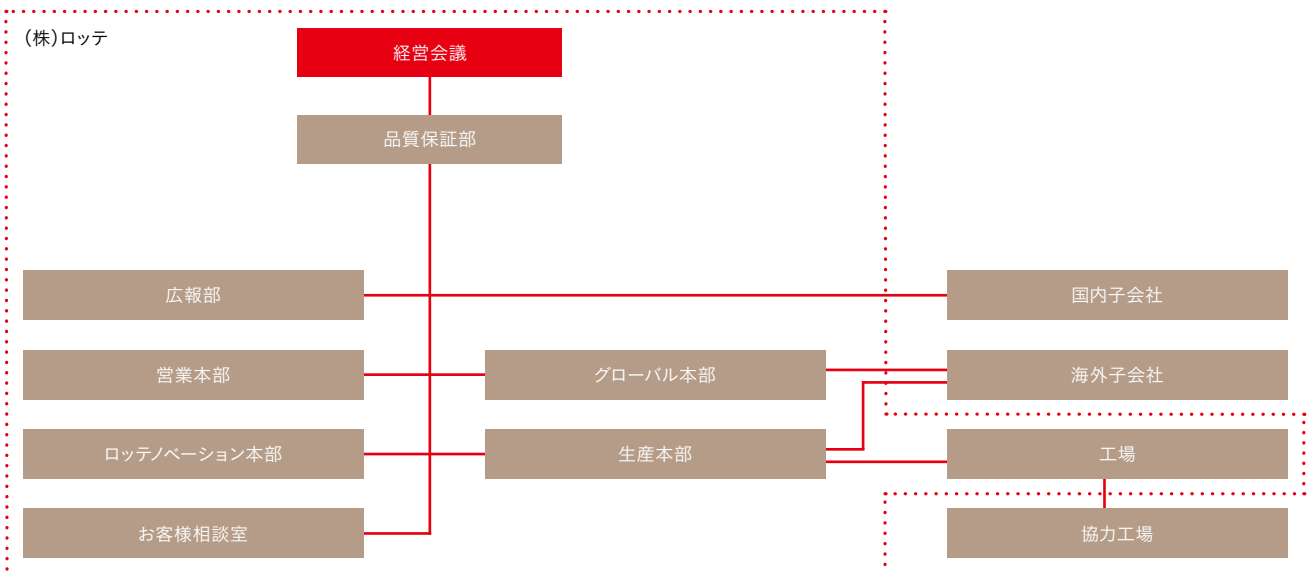 （株）ロッテ
経営会議
品質保証部
広報部
国内子会社
営業本部
グローバル本部
海外子会社
ロッテノベーション本部
生産本部
工場
お客様相談室
協力工場